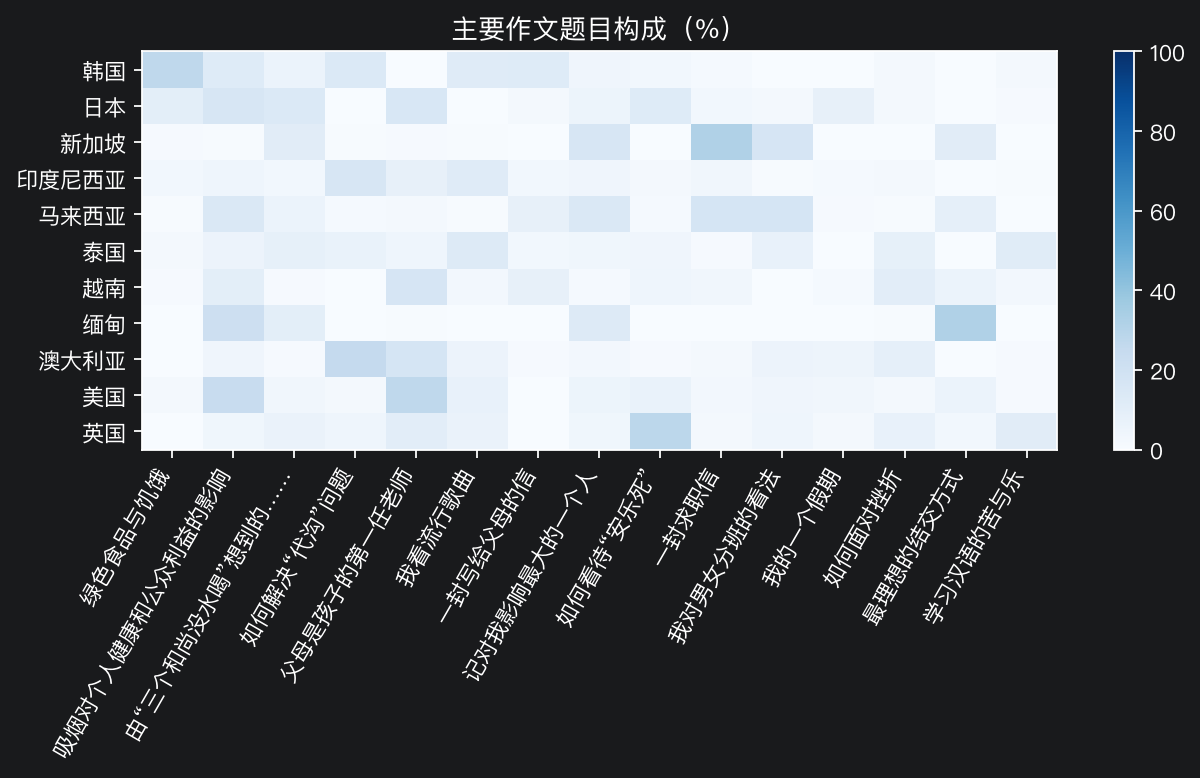 主要作文题目构成（%）
韩国
日本
新加坡
印度尼西亚
马来西亚
泰国
越南
缅甸
澳大利亚
美国
英国
绿色食品与饥饿
吸烟对个人健康和公众利益的影响
由“三个和尚没水喝”想到的……
如何解决“代沟”问题
父母是孩子的第一任老师
我看流行歌曲
一封写给父母的信
记对我影响最大的一个人
如何看待“安乐死”
一封求职信
我对男女分班的看法
我的一个假期
如何面对挫折
最理想的结交方式
学习汉语的苦与乐
100
80
60
40
20
0